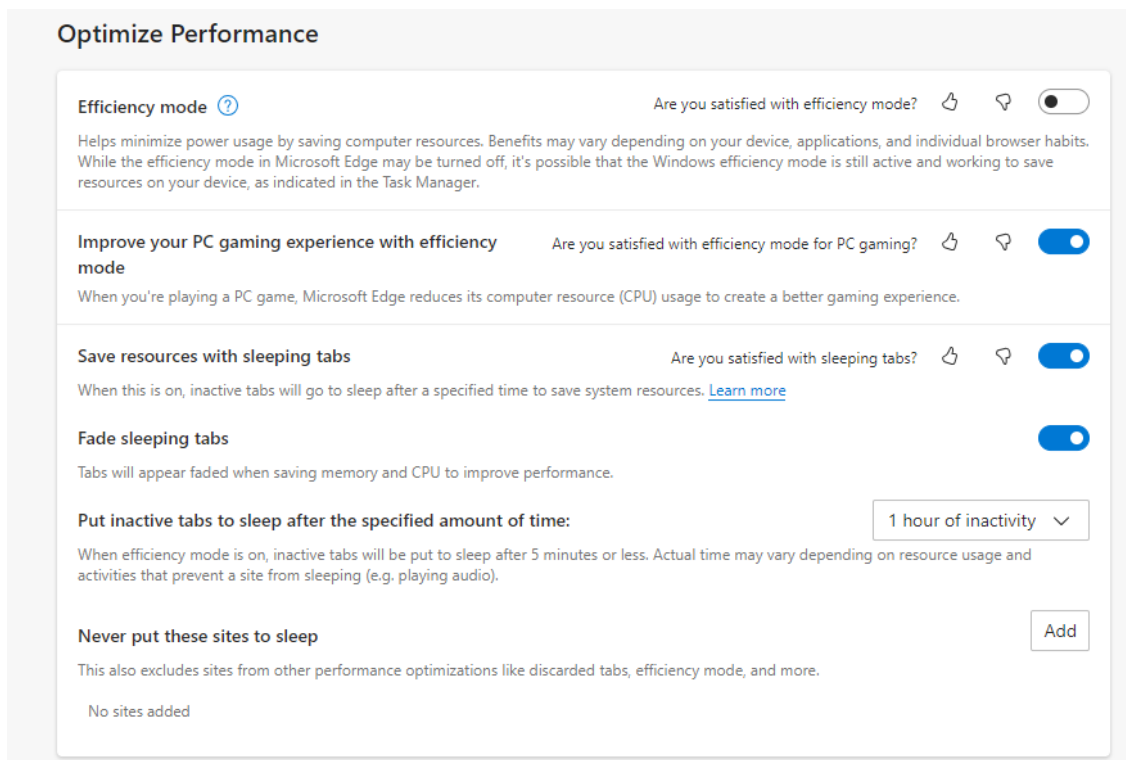 Optimize Performance
Efficiency mode ? Are you satisfied with efficiency mode?
Helps minimize power usage by saving computer resources. Benefits may vary depending on your device, applications, and individual browser habits.
While the efficiency mode in Microsoft Edge may be turned off, it's possible that the Windows efficiency mode is still active and working to save
resources on your device, as indicated in the Task Manager.
Improve your PC gaming experience with efficiency Are you satisfied with efficiency mode for PC gaming?
mode
When you're playing a PC game, Microsoft Edge reduces its computer resource (CPU) usage to create a better gaming experience.
Save resources with sleeping tabs Are you satisfied with sleeping tabs?
When this is on, inactive tabs will go to sleep after a specified time to save system resources. Learn more
Fade sleeping tabs
Tabs will appear faded when saving memory and CPU to improve performance.
Put inactive tabs to sleep after the specified amount of time: 1 hour of inactivity
When efficiency mode is on, inactive tabs will be put to sleep after 5 minutes or less. Actual time may vary depending on resource usage and
activities that prevent a site from sleeping (e.g. playing audio).
Never put these sites to sleep Add
This also excludes sites from other performance optimizations like discarded tabs, efficiency mode, and more.
No sites added